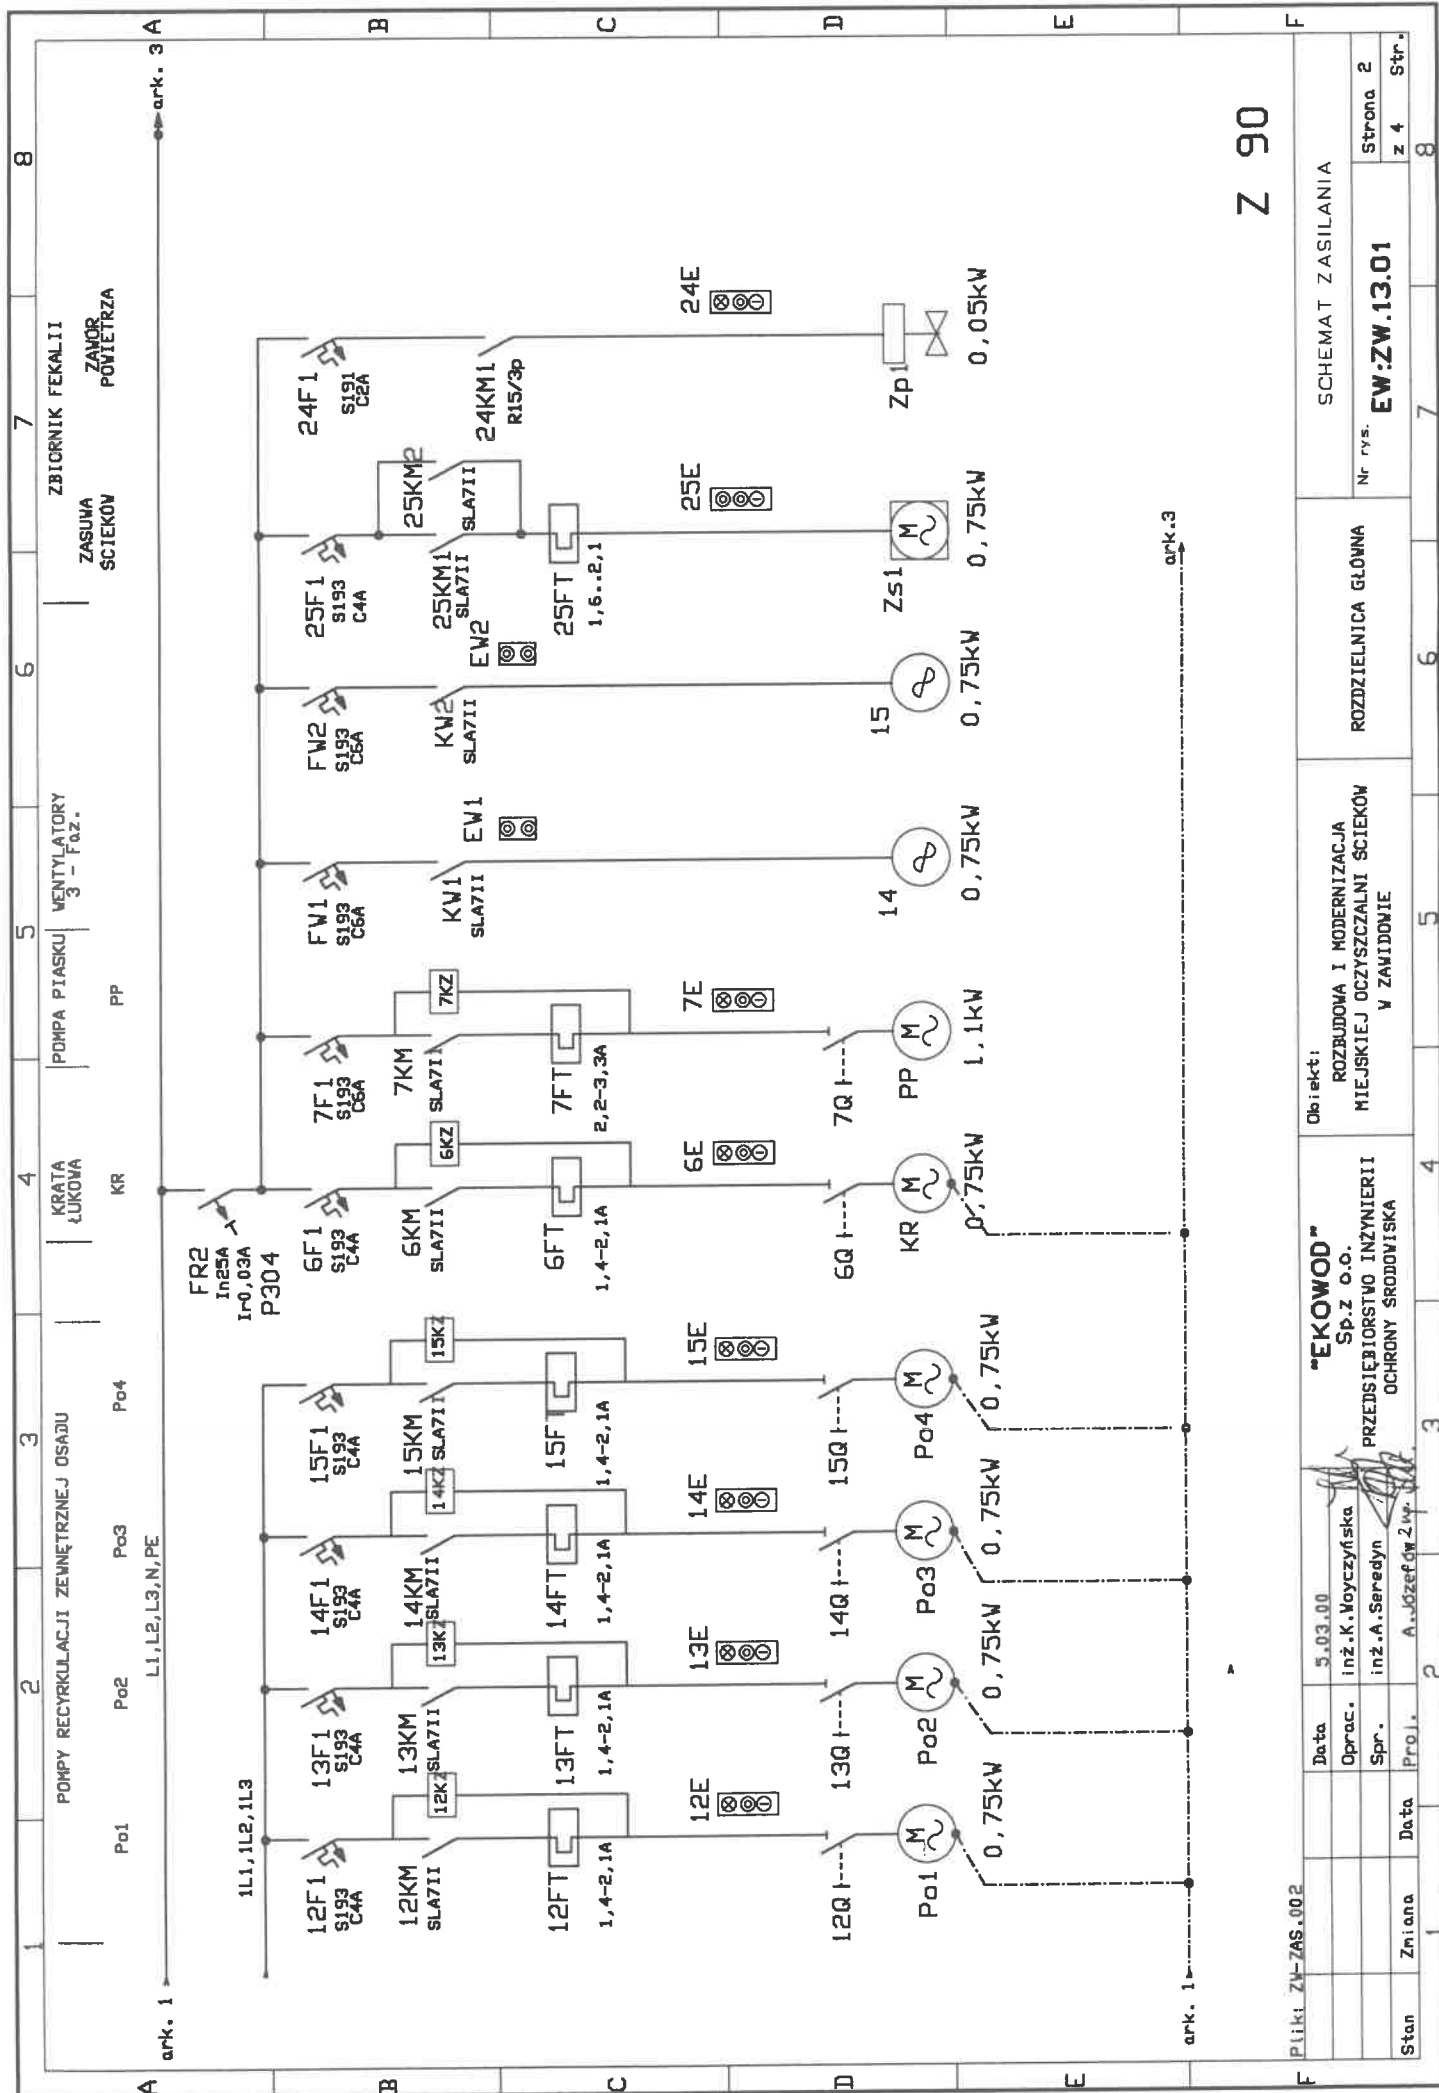 1 2 3 4 5 6 7 8
A B C D E F
POMPY RECYRKULACJI ZEWNĘTRZNEJ OSADU
KRATA
ŁUKOWA
POMPA PIASKU
WENTYLATORY
3 - Faz.
ZBIORNIK FEKALII
ZASUWA
ŚCIEKÓW
ZAWÓR
POWIETRZA
Po1 Po2 Po3 Po4 KR PP
L1,L2,L3,N,PE
ark. 1
ark. 3
1L1,1L2,1L3
FR2
In25A
Ir0,03A
P304
12F1
S193
C4A
13F1
S193
C4A
14F1
S193
C4A
15F1
S193
C4A
6F1
S193
C4A
7F1
S193
C6A
FW1
S193
C6A
FW2
S193
C6A
25F1
S193
C4A
24F1
S191
C2A
12KM
SLA7II
12KZ
13KM
SLA7II
13KZ
14KM
SLA7II
14KZ
15KM
SLA7II
15KZ
6KM
SLA7II
6KZ
7KM
SLA7II
7KZ
KW1
SLA7II
KW2
SLA7II
25KM1
SLA7II
25KM2
SLA7II
24KM1
R15/3p
12FT
1,4-2,1A
13FT
1,4-2,1A
14FT
1,4-2,1A
15FT
1,4-2,1A
6FT
1,4-2,1A
7FT
2,2-3,3A
25FT
1,6..2,1
12E 13E 14E 15E 6E 7E EW1 EW2 25E 24E
12Q 13Q 14Q 15Q 6Q 7Q
Po1 M
0,75kW
Po2 M
0,75kW
Po3 M
0,75kW
Po4 M
0,75kW
KR M
0,75kW
PP M
1,1kW
14
0,75kW
15
0,75kW
Zs1 M
0,75kW
Zp1
0,05kW
ark. 1
ark.3
Z 90
Plik: ZW-ZAS.002
Data 5.03.00
Oprac. inż.K.Woyczyńska
Spr. inż.A.Seredyn
Proj. A.Józefów
Stan Zmiana Data
"EKOWOD"
Sp.z o.o.
PRZEDSIĘBIORSTWO INŻYNIERII
OCHRONY ŚRODOWISKA
Obiekt:
ROZBUDOWA I MODERNIZACJA
MIEJSKIEJ OCZYSZCZALNI ŚCIEKÓW
W ZAWIDOWIE
ROZDZIELNICA GŁÓWNA
SCHEMAT ZASILANIA
Nr rys.
EW:ZW.13.01
Strona 2
z 4 Str.
A B C D E F
1 2 3 4 5 6 7 8